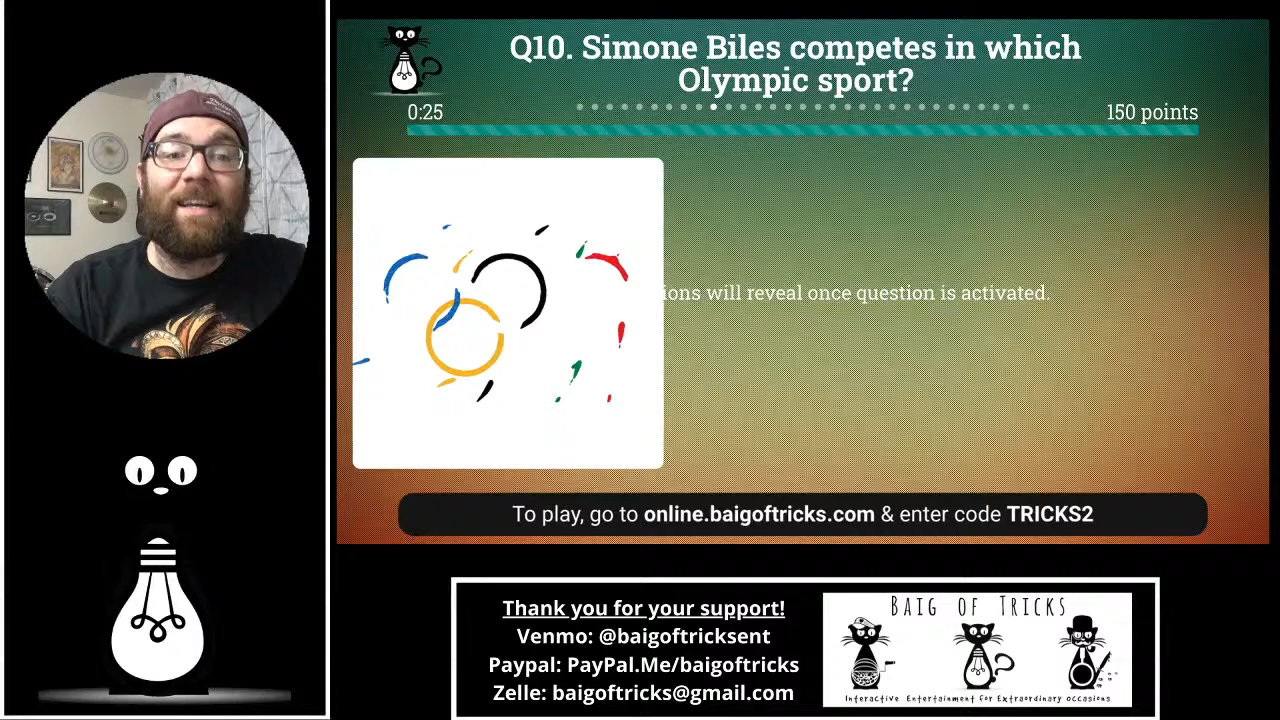 Q10. Simone Biles competes in which
Olympic sport?
0:25
150 points
ions will reveal once question is activated.
To play, go to online.baigoftricks.com & enter code TRICKS2
Thank you for your support!
Venmo: @baigoftricksent
Paypal: PayPal.Me/baigoftricks
Zelle: baigoftricks@gmail.com
BAIG OF TRICKS
Interactive Entertainment for Extraordinary occasions